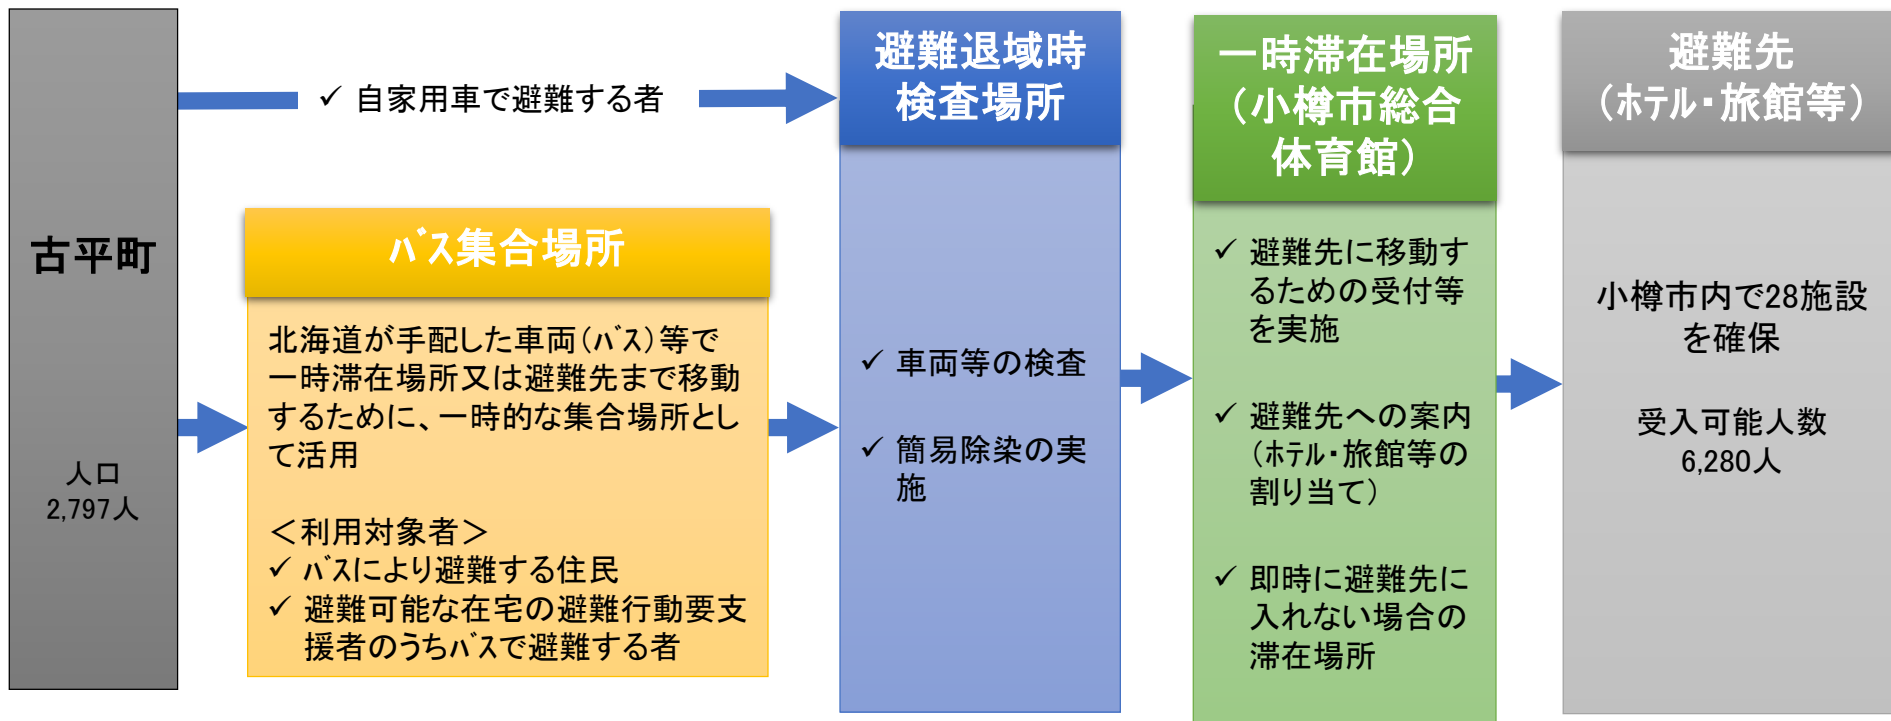 古平町
人口
2,797人
✓ 自家用車で避難する者
ﾊﾞｽ集合場所
北海道が手配した車両(ﾊﾞｽ)等で
一時滞在場所又は避難先まで移動
するために、一時的な集合場所とし
て活用
＜利用対象者＞
✓ ﾊﾞｽにより避難する住民
✓ 避難可能な在宅の避難行動要支
援者のうちﾊﾞｽで避難する者
避難退域時
検査場所
✓ 車両等の検査
✓ 簡易除染の実
施
一時滞在場所
(小樽市総合
体育館)
✓ 避難先に移動す
るための受付等
を実施
✓ 避難先への案内
(ﾎﾃﾙ・旅館等の
割り当て)
✓ 即時に避難先に
入れない場合の
滞在場所
避難先
(ﾎﾃﾙ・旅館等)
小樽市内で28施設
を確保
受入可能人数
6,280人